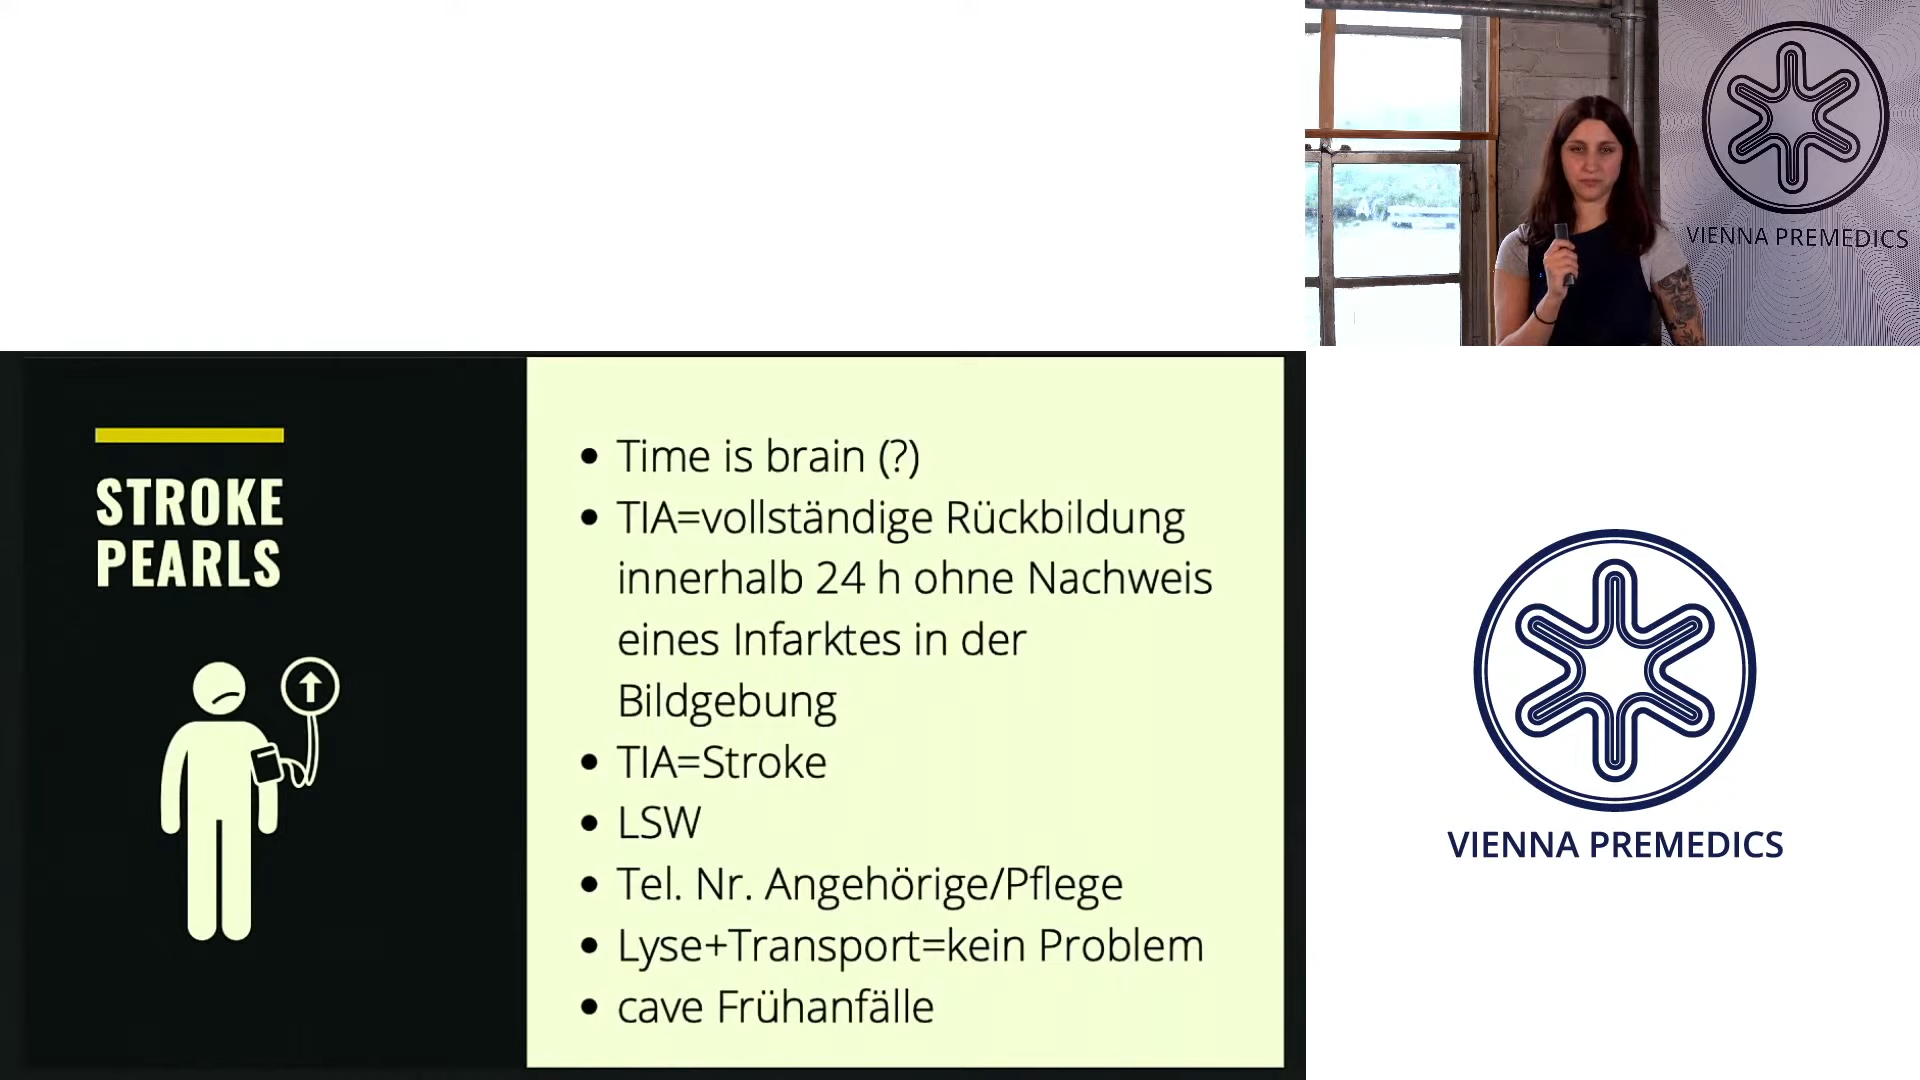 VIENNA PREMEDICS
STROKE
PEARLS
Time is brain (?)
TIA=vollständige Rückbildung
innerhalb 24 h ohne Nachweis
eines Infarktes in der
Bildgebung
TIA=Stroke
LSW
Tel. Nr. Angehörige/Pflege
Lyse+Transport=kein Problem
cave Frühanfälle
VIENNA PREMEDICS